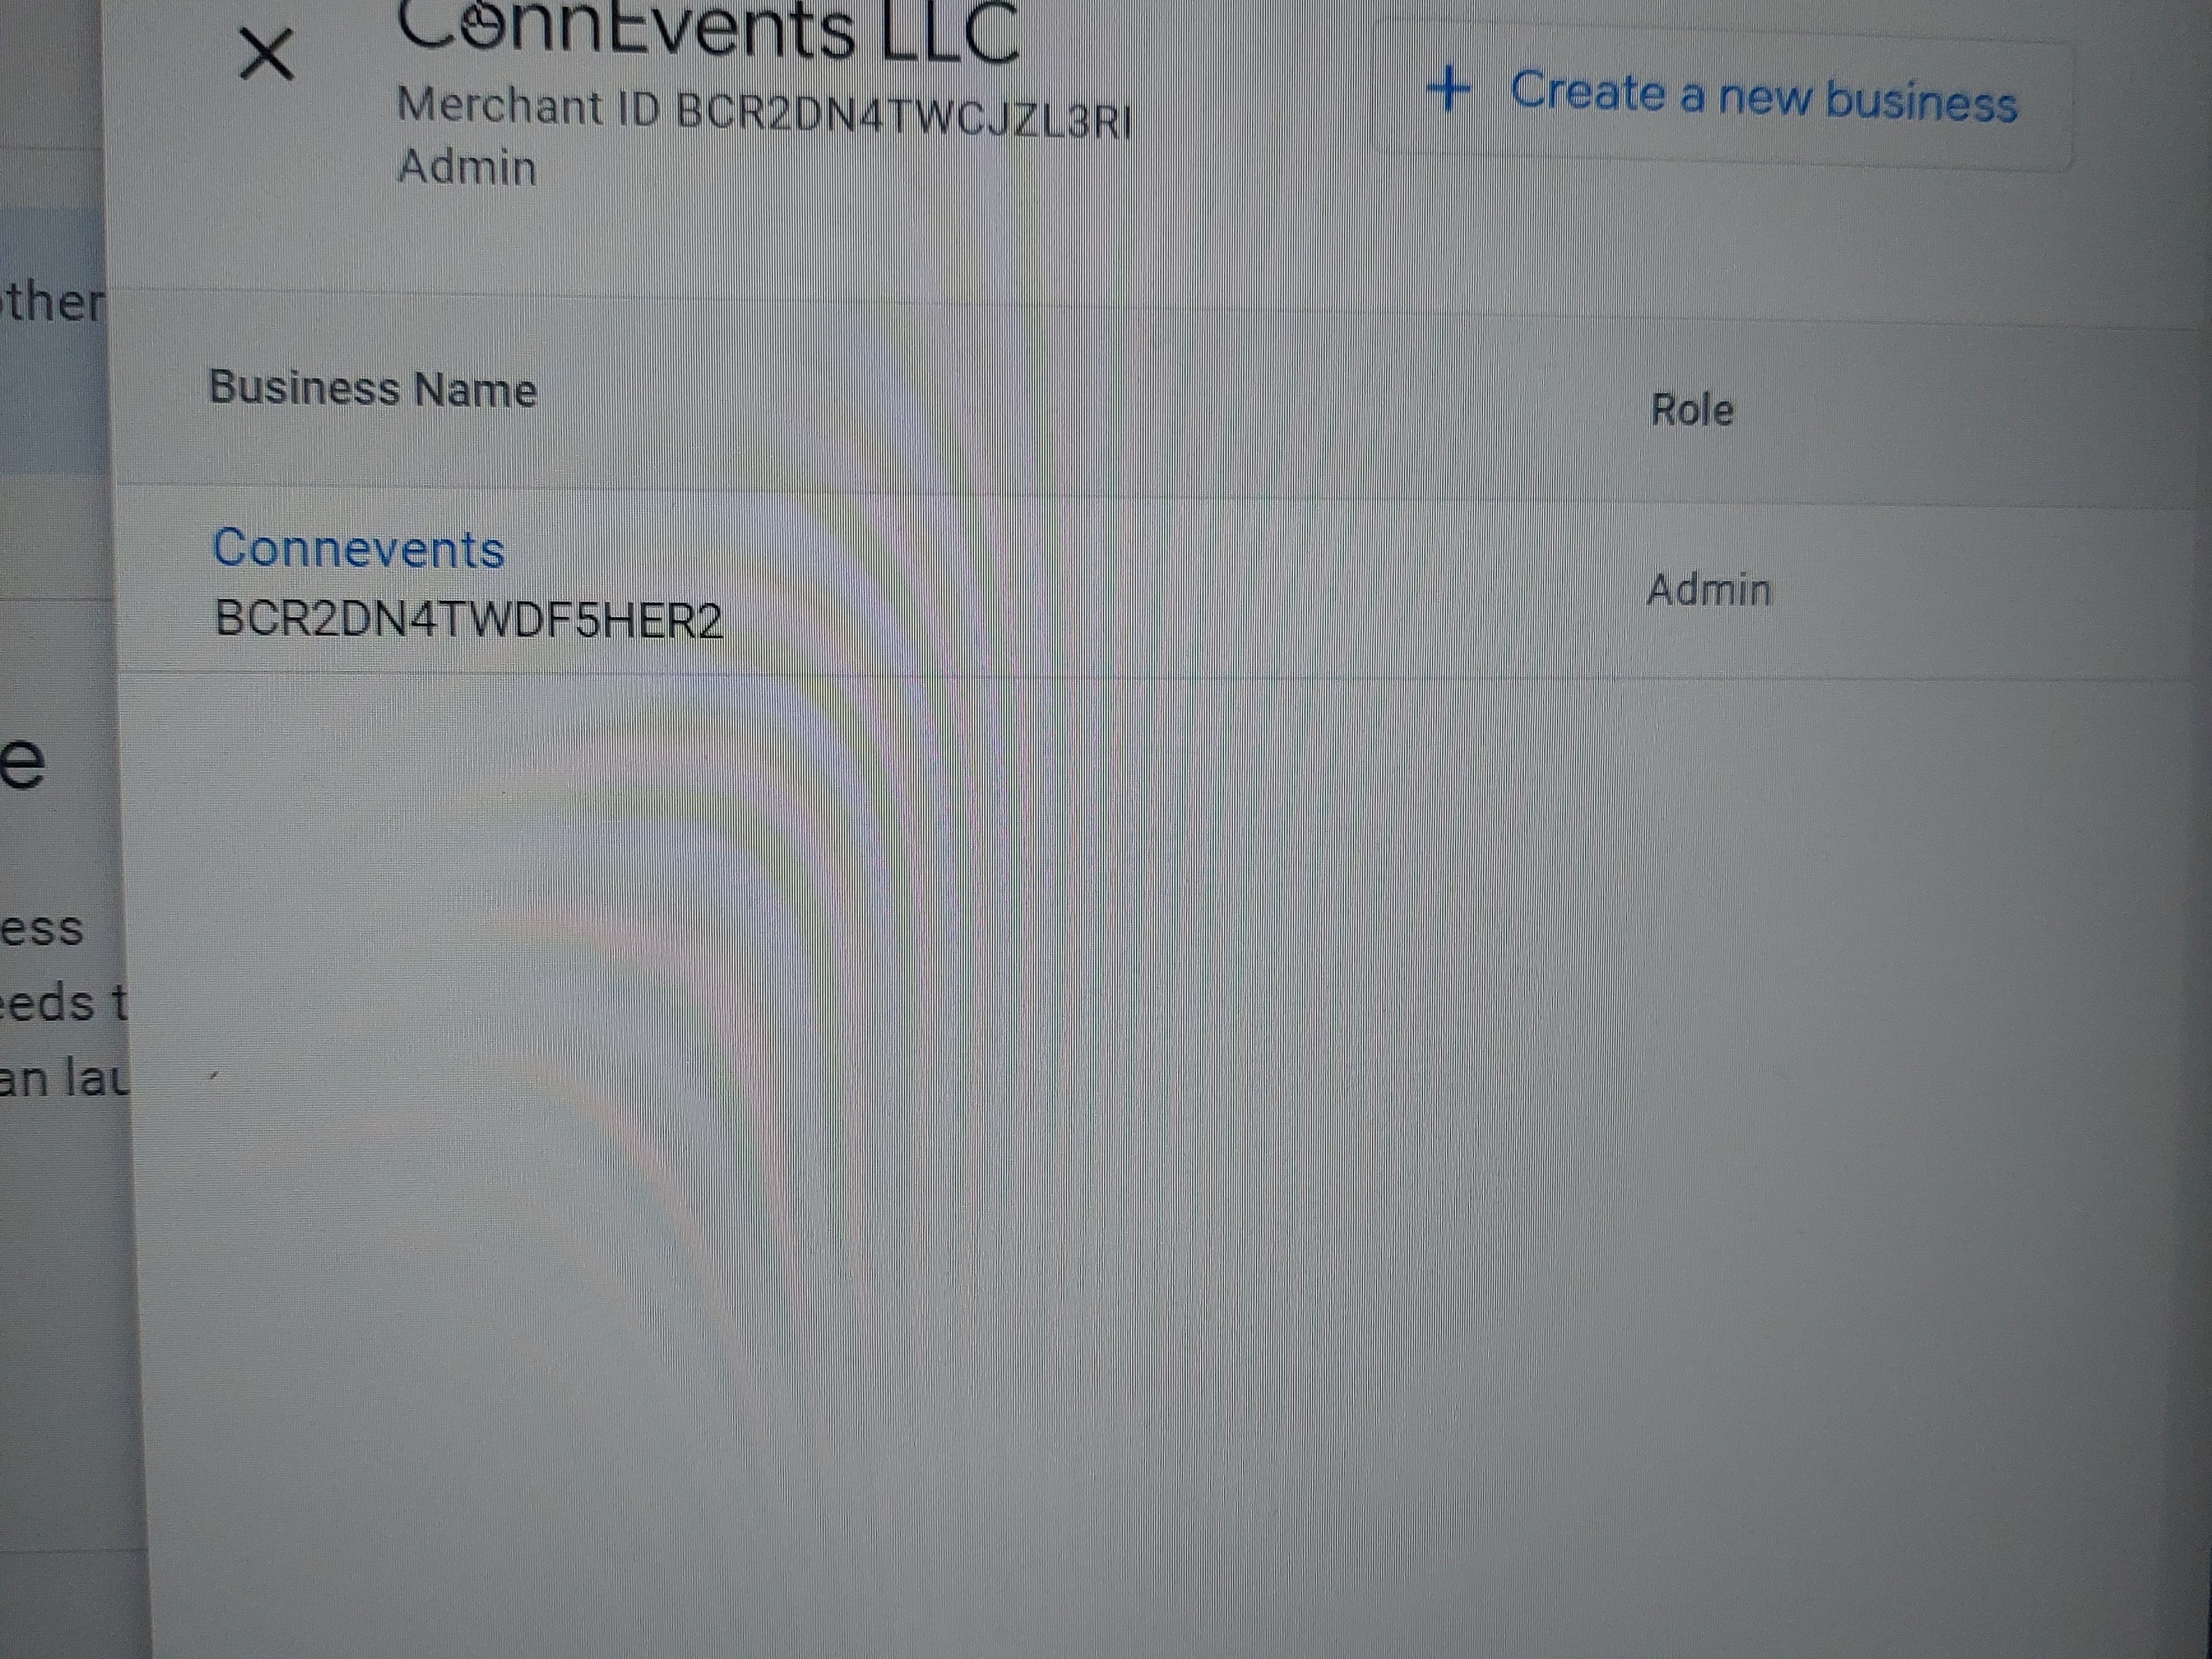 ConnEvents LLC
Merchant ID BCR2DN4TWCJZL3RI
Admin
+ Create a new business
ther
Business Name
Role
Connevents
BCR2DN4TWDF5HER2
Admin
e
ess
eeds t
an lau